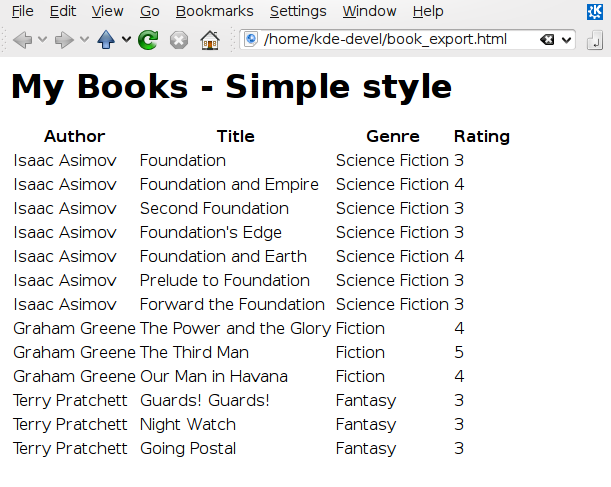 File Edit View Go Bookmarks Settings Window Help
/home/kde-devel/book_export.html
My Books - Simple style
Author Title Genre Rating
Isaac Asimov Foundation Science Fiction 3
Isaac Asimov Foundation and Empire Science Fiction 4
Isaac Asimov Second Foundation Science Fiction 3
Isaac Asimov Foundation's Edge Science Fiction 3
Isaac Asimov Foundation and Earth Science Fiction 4
Isaac Asimov Prelude to Foundation Science Fiction 3
Isaac Asimov Forward the Foundation Science Fiction 3
Graham Greene The Power and the Glory Fiction 4
Graham Greene The Third Man Fiction 5
Graham Greene Our Man in Havana Fiction 4
Terry Pratchett Guards! Guards! Fantasy 3
Terry Pratchett Night Watch Fantasy 3
Terry Pratchett Going Postal Fantasy 3